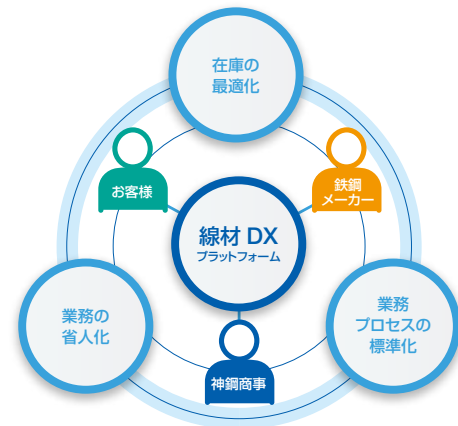 在庫の
最適化
お客様
鉄鋼
メーカー
線材 DX
プラットフォーム
業務の
省人化
業務
プロセスの
標準化
神鋼商事